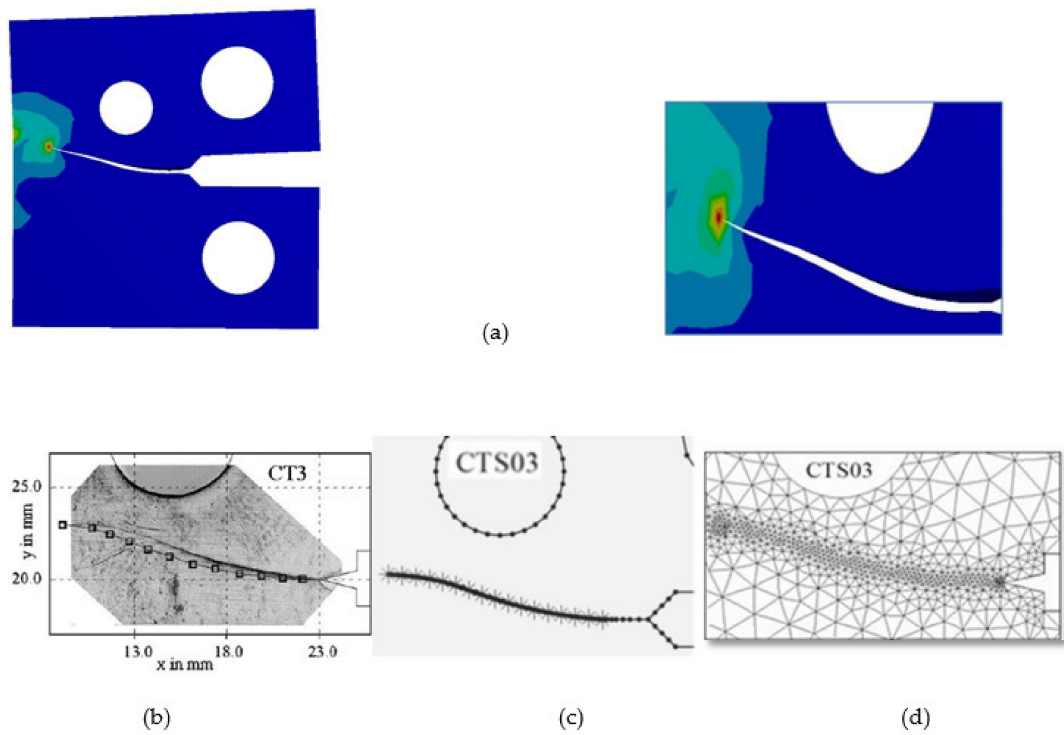 (a)
CT3
25.0
y in mm
20.0
13.0
18.0
23.0
x in mm
CTS03
CTS03
(b)
(c)
(d)